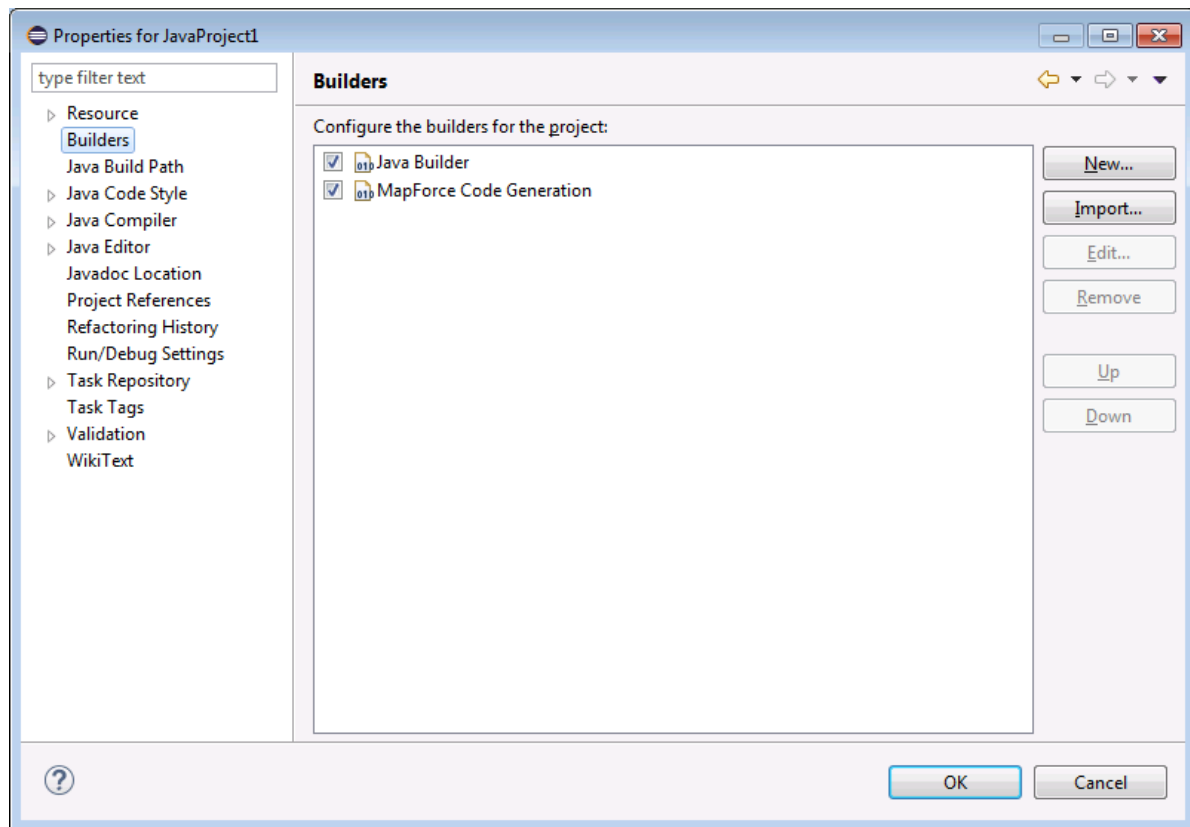 Properties for JavaProject1
type filter text
Resource
Builders
Java Build Path
Java Code Style
Java Compiler
Java Editor
Javadoc Location
Project References
Refactoring History
Run/Debug Settings
Task Repository
Task Tags
Validation
WikiText
Builders
Configure the builders for the project:
Java Builder
MapForce Code Generation
New...
Import...
Edit...
Remove
Up
Down
OK
Cancel